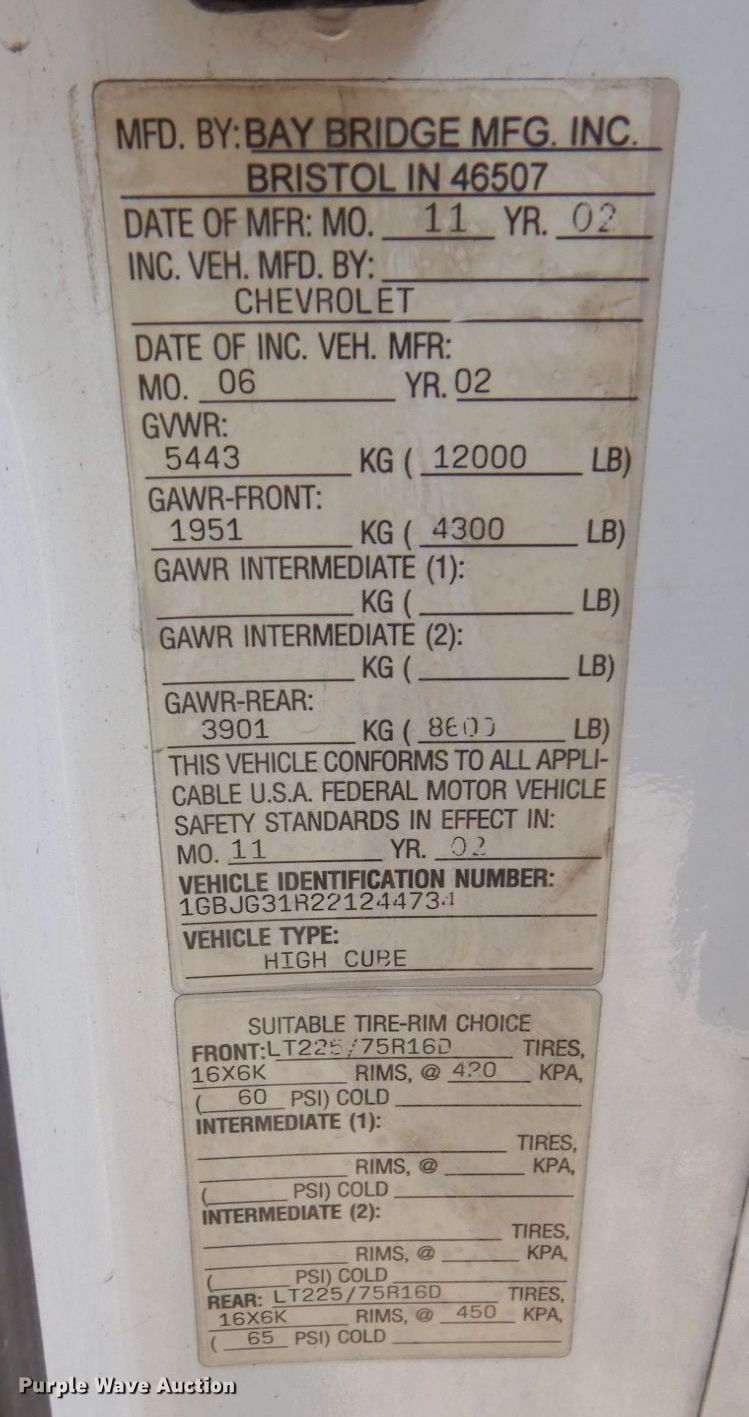 MFD. BY: BAY BRIDGE MFG. INC.
BRISTOL IN 46507
DATE OF MFR: MO. 11 YR. 02
INC. VEH. MFD. BY:
CHEVROLET
DATE OF INC. VEH. MFR:
MO. 06 YR. 02
GVWR:
5443 KG ( 12000 LB)
GAWR-FRONT:
1951 KG ( 4300 LB)
GAWR INTERMEDIATE (1):
KG ( LB)
GAWR INTERMEDIATE (2):
KG ( LB)
GAWR-REAR:
3901 KG ( 8600 LB)
THIS VEHICLE CONFORMS TO ALL APPLI-
CABLE U.S.A. FEDERAL MOTOR VEHICLE
SAFETY STANDARDS IN EFFECT IN:
MO. 11 YR. 02
VEHICLE IDENTIFICATION NUMBER:
1GBJG31R221244734
VEHICLE TYPE:
HIGH CUBE
SUITABLE TIRE-RIM CHOICE
FRONT: LT225/75R16D TIRES,
16X6K RIMS, @ 420 KPA,
( 60 PSI) COLD
INTERMEDIATE (1):
TIRES,
RIMS, @ KPA,
( PSI) COLD
INTERMEDIATE (2):
TIRES,
RIMS, @ KPA,
( PSI) COLD
REAR: LT225/75R16D TIRES,
16X6K RIMS, @ 450 KPA,
( 65 PSI) COLD
Purple Wave Auction